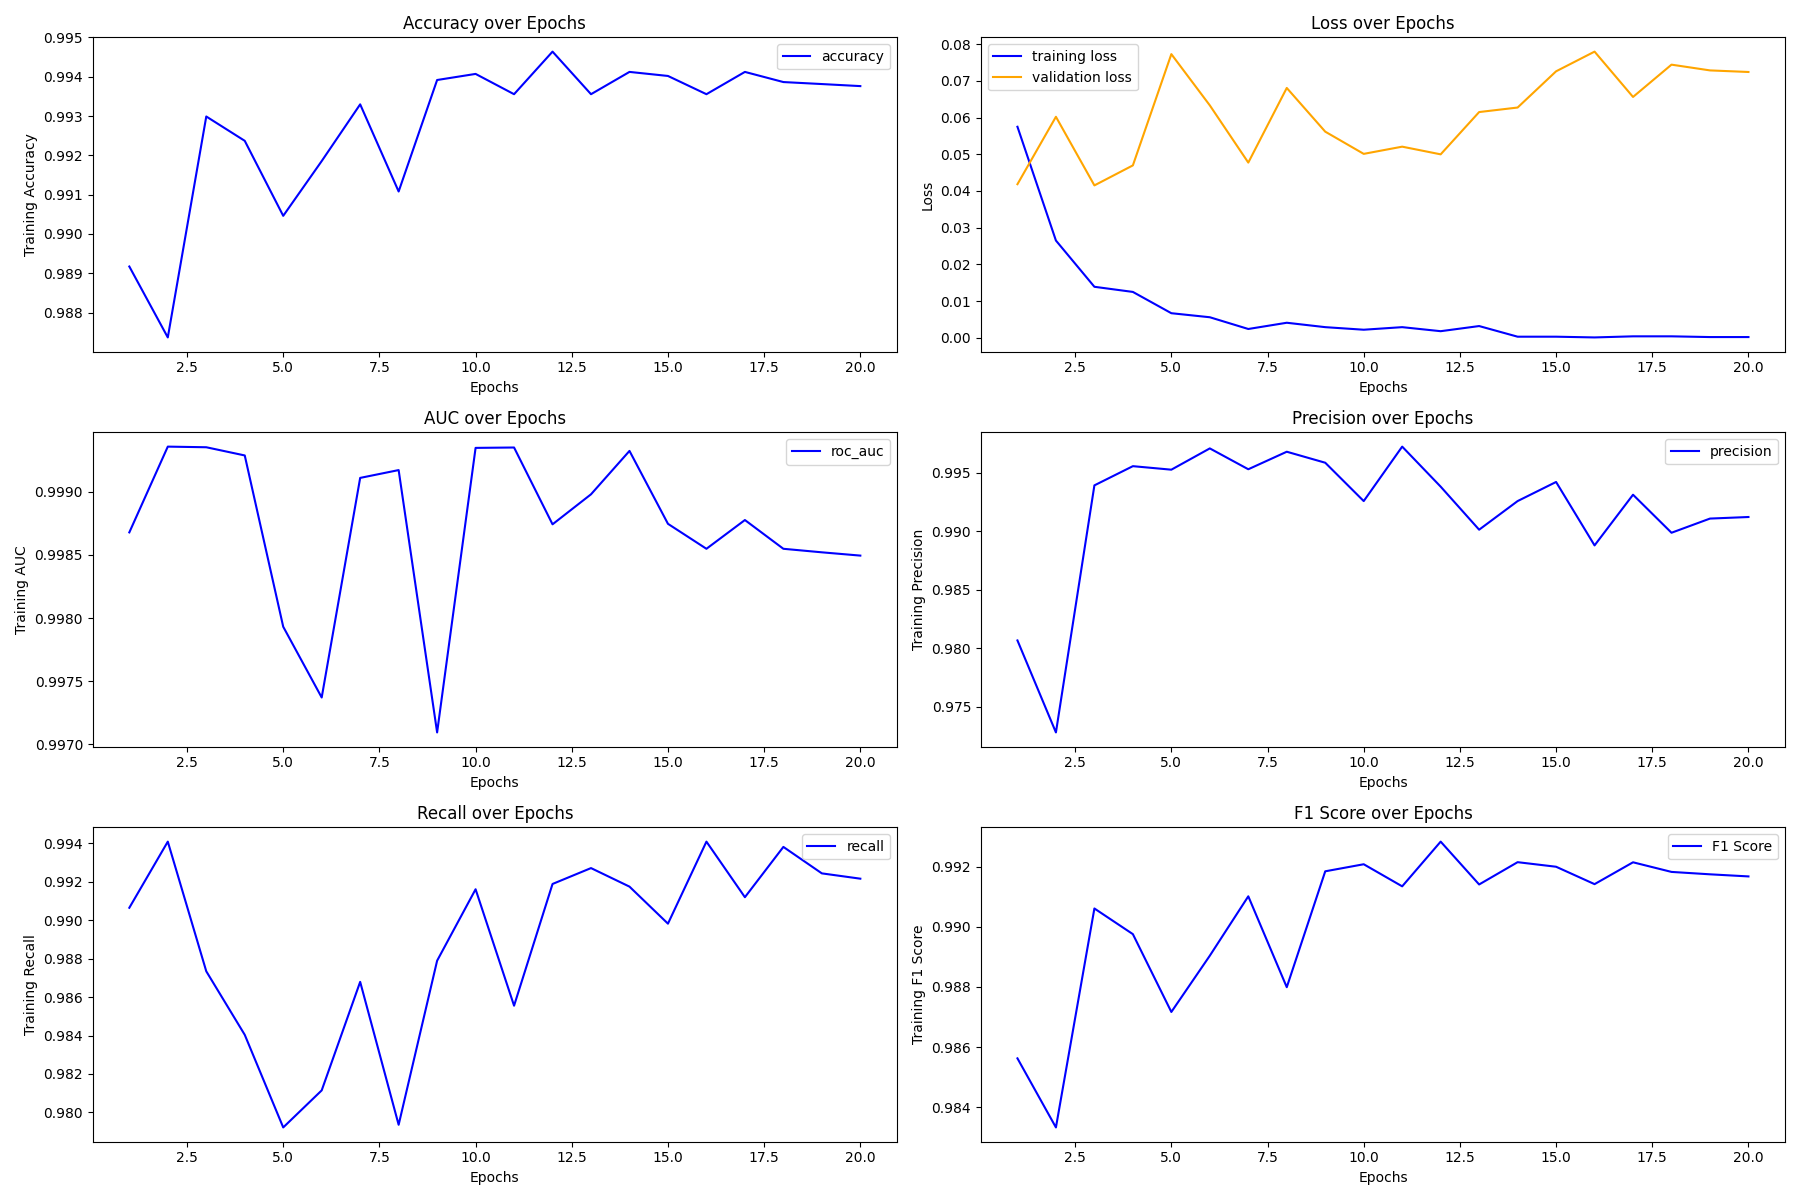 Accuracy over Epochs
accuracy
Training Accuracy
0.995
0.994
0.993
0.992
0.991
0.990
0.989
0.988
2.5 5.0 7.5 10.0 12.5 15.0 17.5 20.0
Epochs
Loss over Epochs
training loss
validation loss
Loss
0.08
0.07
0.06
0.05
0.04
0.03
0.02
0.01
0.00
2.5 5.0 7.5 10.0 12.5 15.0 17.5 20.0
Epochs
AUC over Epochs
roc_auc
Training AUC
0.9990
0.9985
0.9980
0.9975
0.9970
2.5 5.0 7.5 10.0 12.5 15.0 17.5 20.0
Epochs
Precision over Epochs
precision
Training Precision
0.995
0.990
0.985
0.980
0.975
2.5 5.0 7.5 10.0 12.5 15.0 17.5 20.0
Epochs
Recall over Epochs
recall
Training Recall
0.994
0.992
0.990
0.988
0.986
0.984
0.982
0.980
2.5 5.0 7.5 10.0 12.5 15.0 17.5 20.0
Epochs
F1 Score over Epochs
F1 Score
Training F1 Score
0.992
0.990
0.988
0.986
0.984
2.5 5.0 7.5 10.0 12.5 15.0 17.5 20.0
Epochs